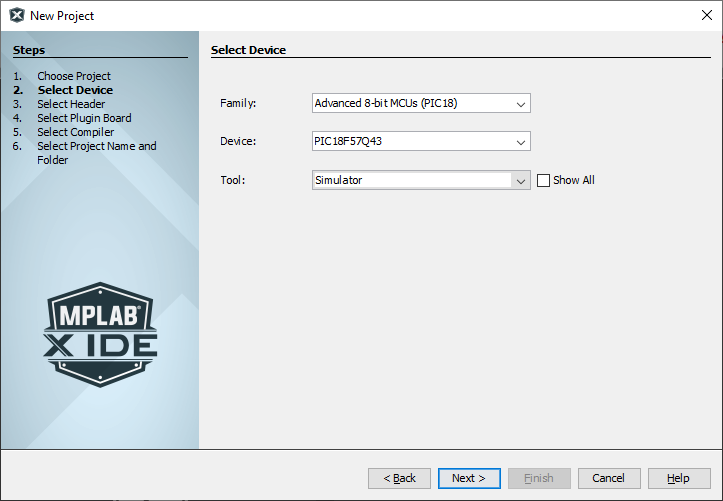 New Project
Steps
1. Choose Project
2. Select Device
3. Select Header
4. Select Plugin Board
5. Select Compiler
6. Select Project Name and
Folder
MPLAB®
X IDE
Select Device
Family: Advanced 8-bit MCUs (PIC18)
Device: PIC18F57Q43
Tool: Simulator Show All
< Back Next > Finish Cancel Help